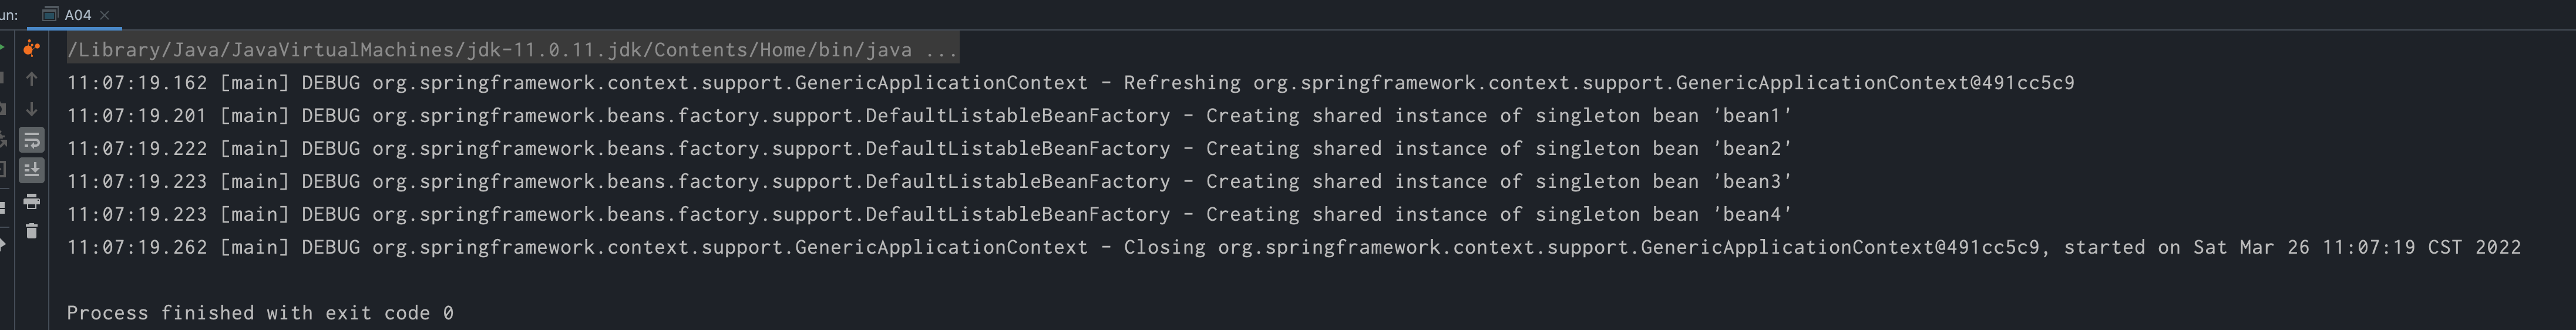 un:
A04
/Library/Java/JavaVirtualMachines/jdk-11.0.11.jdk/Contents/Home/bin/java ...
11:07:19.162 [main] DEBUG org.springframework.context.support.GenericApplicationContext - Refreshing org.springframework.context.support.GenericApplicationContext@491cc5c9
11:07:19.201 [main] DEBUG org.springframework.beans.factory.support.DefaultListableBeanFactory - Creating shared instance of singleton bean 'bean1'
11:07:19.222 [main] DEBUG org.springframework.beans.factory.support.DefaultListableBeanFactory - Creating shared instance of singleton bean 'bean2'
11:07:19.223 [main] DEBUG org.springframework.beans.factory.support.DefaultListableBeanFactory - Creating shared instance of singleton bean 'bean3'
11:07:19.223 [main] DEBUG org.springframework.beans.factory.support.DefaultListableBeanFactory - Creating shared instance of singleton bean 'bean4'
11:07:19.262 [main] DEBUG org.springframework.context.support.GenericApplicationContext - Closing org.springframework.context.support.GenericApplicationContext@491cc5c9, started on Sat Mar 26 11:07:19 CST 2022
Process finished with exit code 0